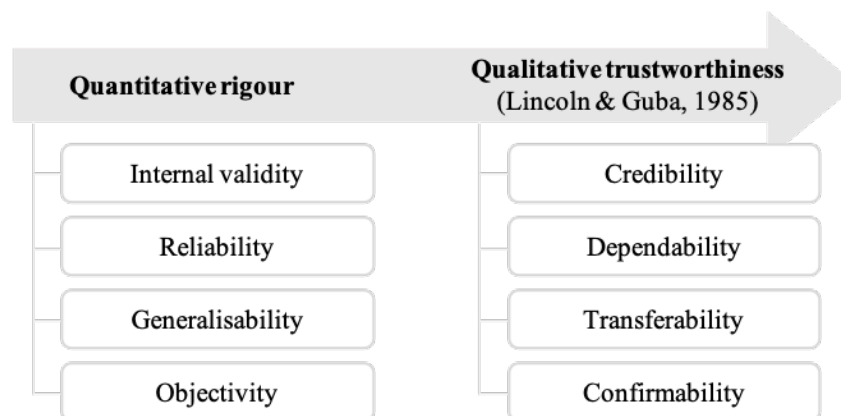 Quantitative rigour
Qualitative trustworthiness
(Lincoln & Guba, 1985)
Internal validity
Credibility
Reliability
Dependability
Generalisability
Transferability
Objectivity
Confirmability